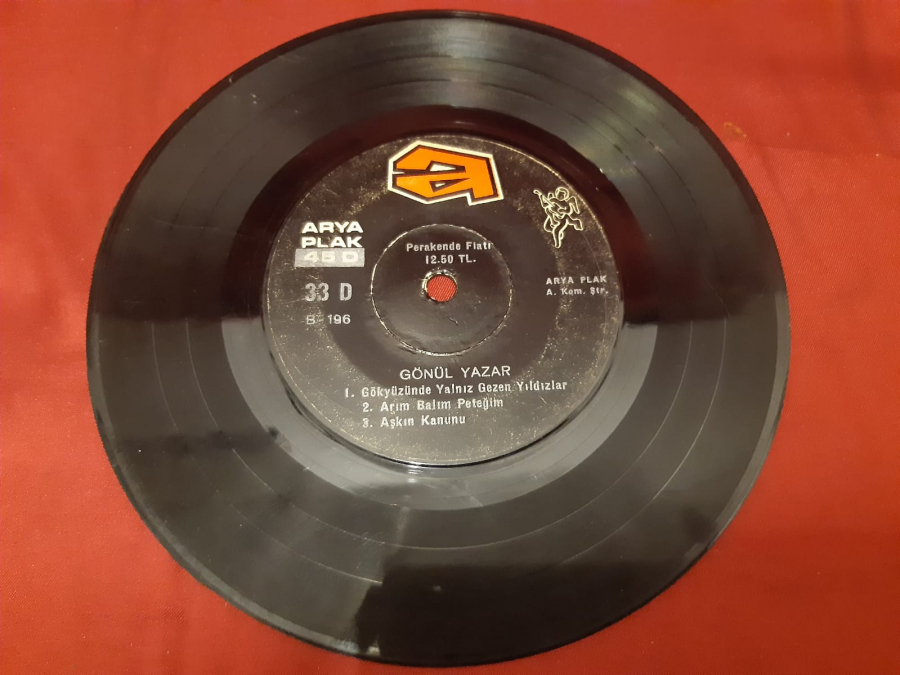 ARYA
PLAK
45 D
33 D
B-196
Perakende Fiatı
12.50 TL.
ARYA PLAK
A. Kom. Şir.
GÖNÜL YAZAR
1. Gökyüzünde Yalnız Gezen Yıldızlar
2. Arım Balım Peteğim
3. Aşkın Kanunu